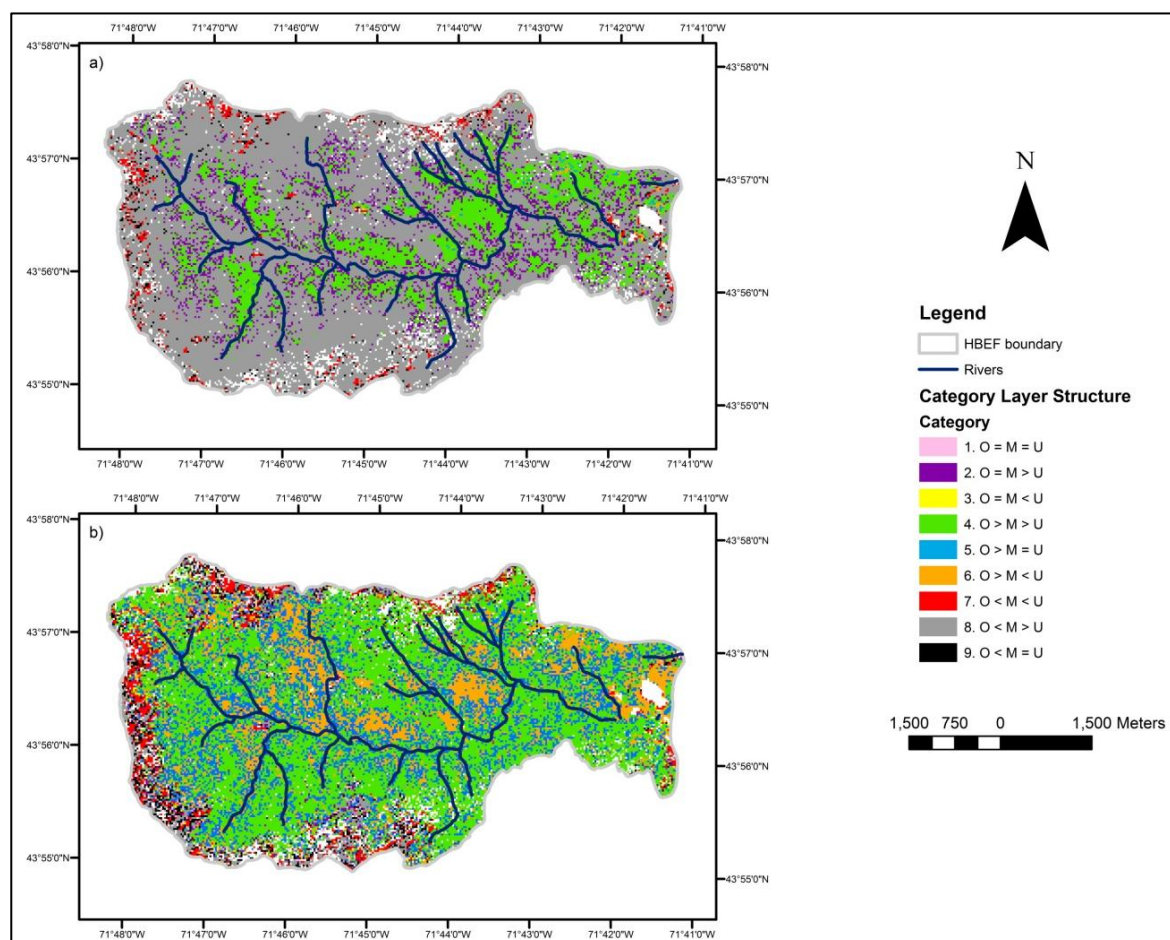 71°48'0"W 71°47'0"W 71°46'0"W 71°45'0"W 71°44'0"W 71°43'0"W 71°42'0"W 71°41'0"W
43°58'0"N
a)
43°58'0"N
43°57'0"N
43°57'0"N
43°56'0"N
43°56'0"N
43°55'0"N
43°55'0"N
71°48'0"W 71°47'0"W 71°46'0"W 71°45'0"W 71°44'0"W 71°43'0"W 71°42'0"W 71°41'0"W
71°48'0"W 71°47'0"W 71°46'0"W 71°45'0"W 71°44'0"W 71°43'0"W 71°42'0"W 71°41'0"W
43°58'0"N
b)
43°58'0"N
43°57'0"N
43°57'0"N
43°56'0"N
43°56'0"N
43°55'0"N
43°55'0"N
71°48'0"W 71°47'0"W 71°46'0"W 71°45'0"W 71°44'0"W 71°43'0"W 71°42'0"W 71°41'0"W
N
Legend
HBEF boundary
Rivers
Category Layer Structure
Category
1. O = M = U
2. O = M > U
3. O = M < U
4. O > M > U
5. O > M = U
6. O > M < U
7. O < M < U
8. O < M > U
9. O < M = U
1,500 750 0 1,500 Meters